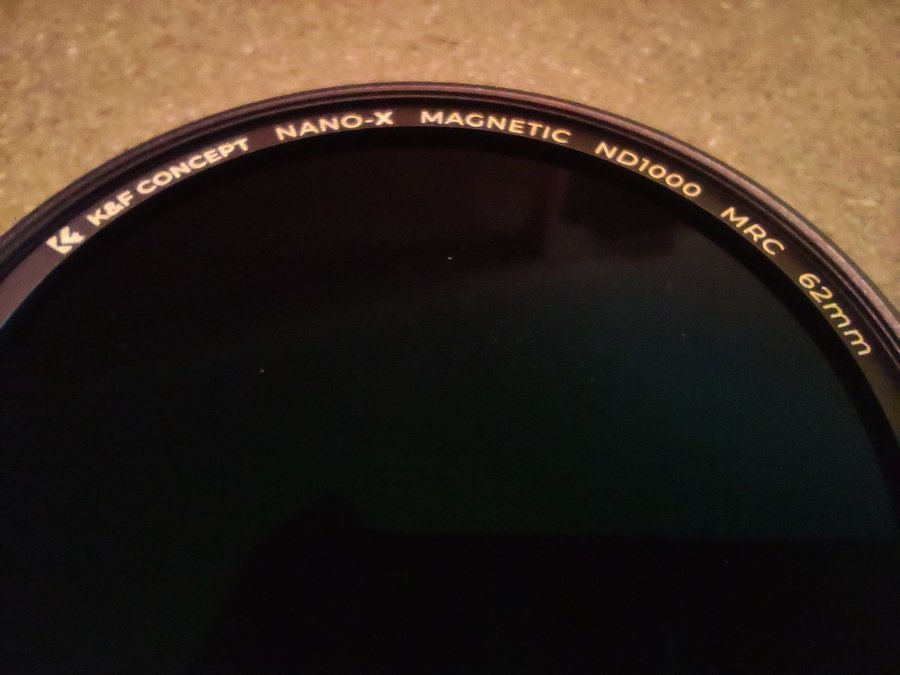 K&F CONCEPT NANO-X MAGNETIC ND1000 MRC 62mm